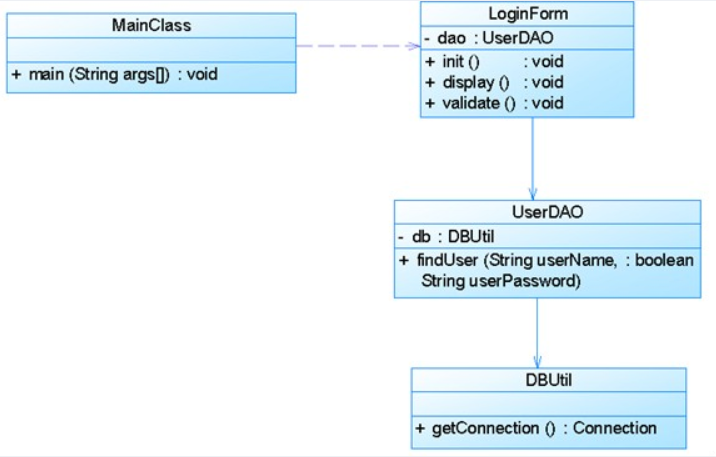 MainClass
+ main (String args[]) : void
LoginForm
- dao : UserDAO
+ init () : void
+ display () : void
+ validate () : void
UserDAO
- db : DBUtil
+ findUser (String userName, : boolean
String userPassword)
DBUtil
+ getConnection () : Connection